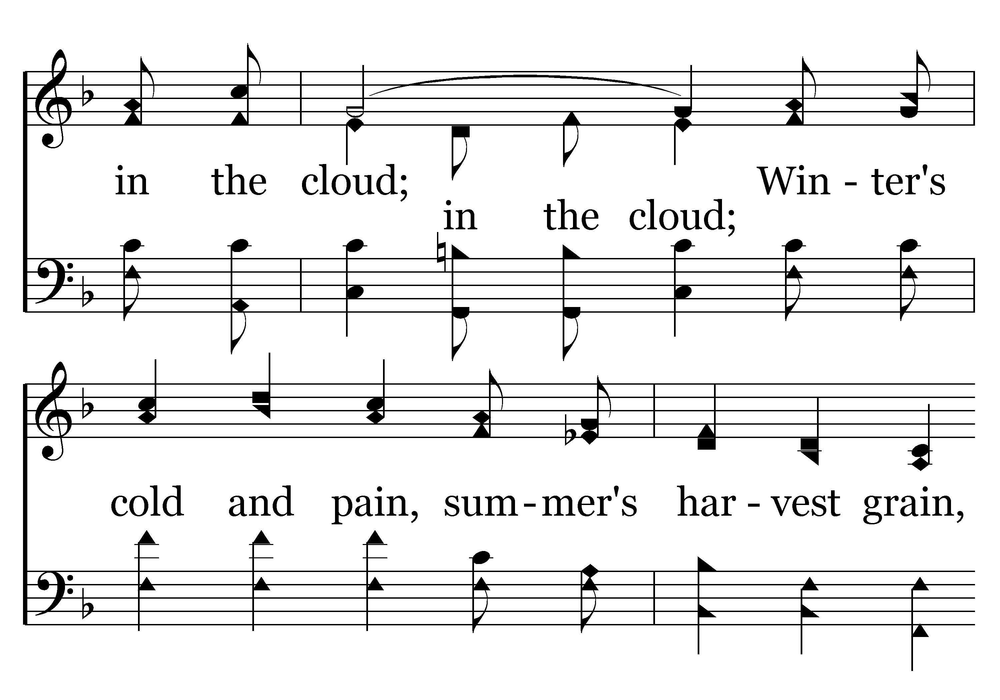 in the cloud; Win - ter's
in the cloud;
cold and pain, sum - mer's har - vest grain,